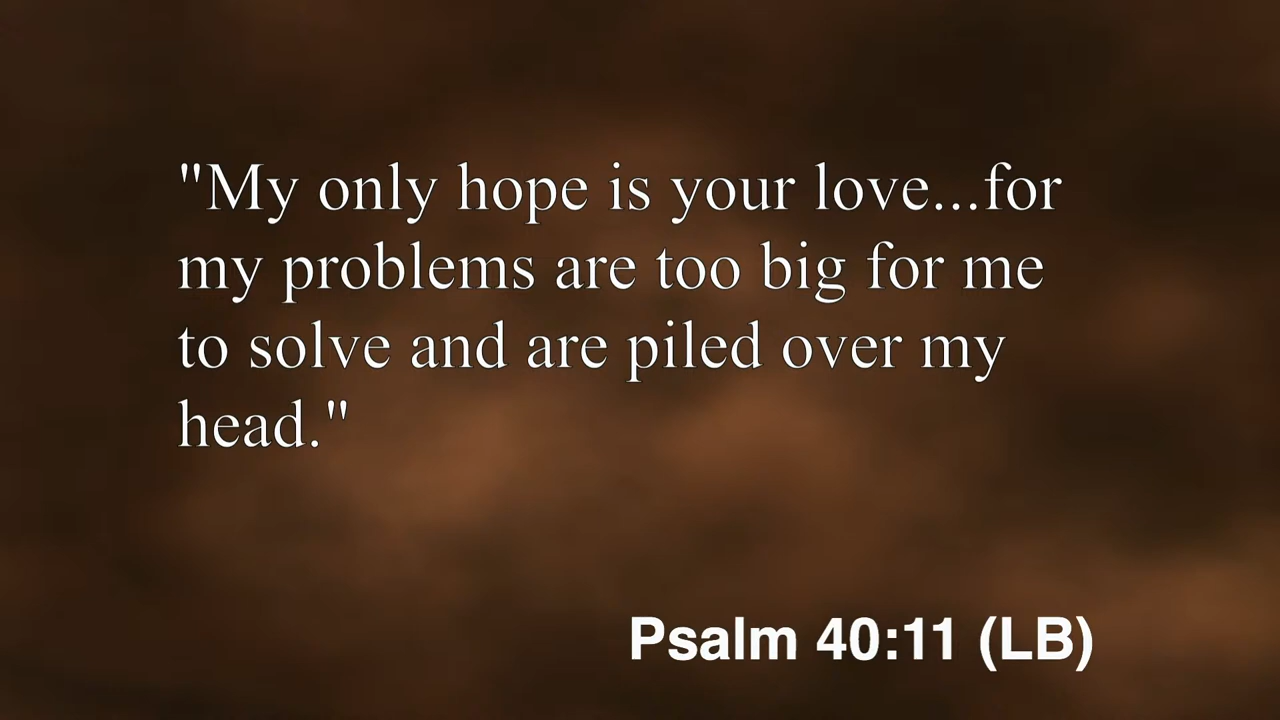 "My only hope is your love...for
my problems are too big for me
to solve and are piled over my
head."
Psalm 40:11 (LB)